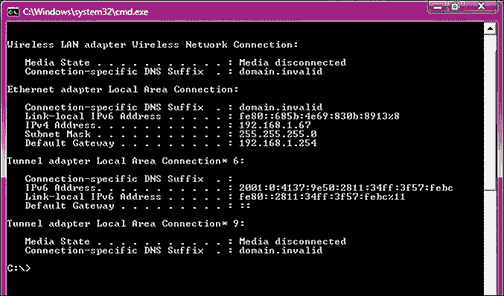 C:\Windows\system32\cmd.exe
Wireless LAN adapter Wireless Network Connection:
Media State . . . . . . . . . . . : Media disconnected
Connection-specific DNS Suffix . : domain.invalid
Ethernet adapter Local Area Connection:
Connection-specific DNS Suffix . : domain.invalid
Link-local IPv6 Address . . . . . : fe80::685b:4e69:830b:8913%8
IPv4 Address. . . . . . . . . . . : 192.168.1.67
Subnet Mask . . . . . . . . . . . : 255.255.255.0
Default Gateway . . . . . . . . . : 192.168.1.254
Tunnel adapter Local Area Connection* 6:
Connection-specific DNS Suffix . :
IPv6 Address. . . . . . . . . . . : 2001:0:4137:9e50:2811:34ff:3f57:febc
Link-local IPv6 Address . . . . . : fe80::2811:34ff:3f57:febc%11
Default Gateway . . . . . . . . . : ::
Tunnel adapter Local Area Connection* 9:
Media State . . . . . . . . . . . : Media disconnected
Connection-specific DNS Suffix . : domain.invalid
C:\>